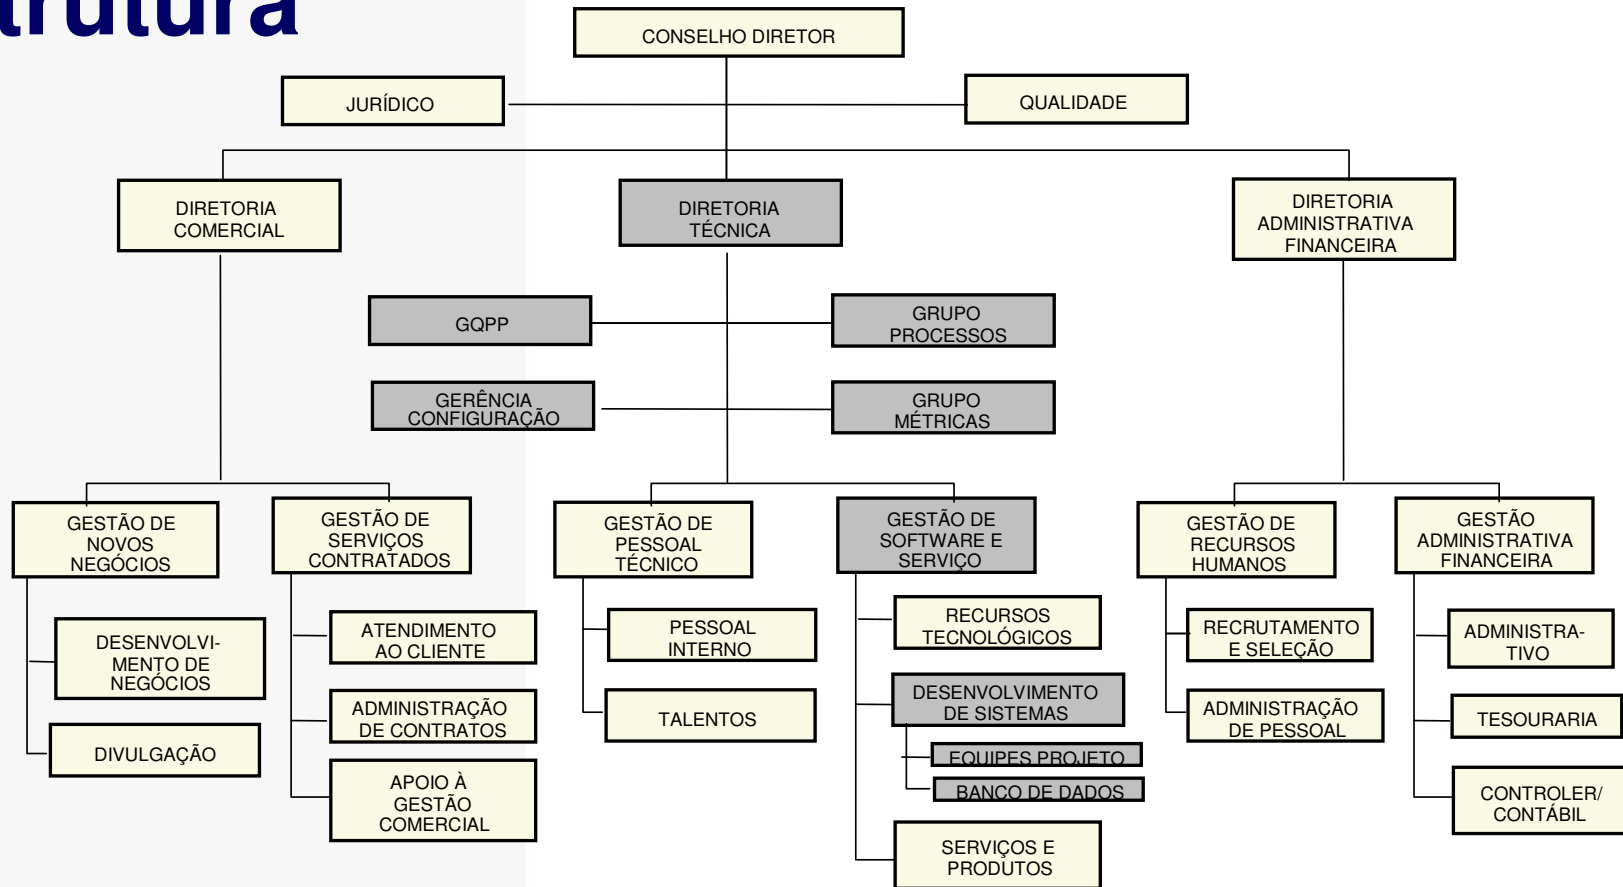 trutura
CONSELHO DIRETOR
JURÍDICO
QUALIDADE
DIRETORIA
COMERCIAL
DIRETORIA
TÉCNICA
DIRETORIA
ADMINISTRATIVA
FINANCEIRA
GQPP
GRUPO
PROCESSOS
GERÊNCIA
CONFIGURAÇÃO
GRUPO
MÉTRICAS
GESTÃO DE
NOVOS
NEGÓCIOS
GESTÃO DE
SERVIÇOS
CONTRATADOS
GESTÃO DE
PESSOAL
TÉCNICO
GESTÃO DE
SOFTWARE E
SERVIÇO
GESTÃO DE
RECURSOS
HUMANOS
GESTÃO
ADMINISTRATIVA
FINANCEIRA
DESENVOLVI-
MENTO DE
NEGÓCIOS
DIVULGAÇÃO
ATENDIMENTO
AO CLIENTE
ADMINISTRAÇÃO
DE CONTRATOS
APOIO À
GESTÃO
COMERCIAL
PESSOAL
INTERNO
TALENTOS
RECURSOS
TECNOLÓGICOS
DESENVOLVIMENTO
DE SISTEMAS
EQUIPES PROJETO
BANCO DE DADOS
SERVIÇOS E
PRODUTOS
RECRUTAMENTO
E SELEÇÃO
ADMINISTRAÇÃO
DE PESSOAL
ADMINISTRA-
TIVO
TESOURARIA
CONTROLER/
CONTÁBIL